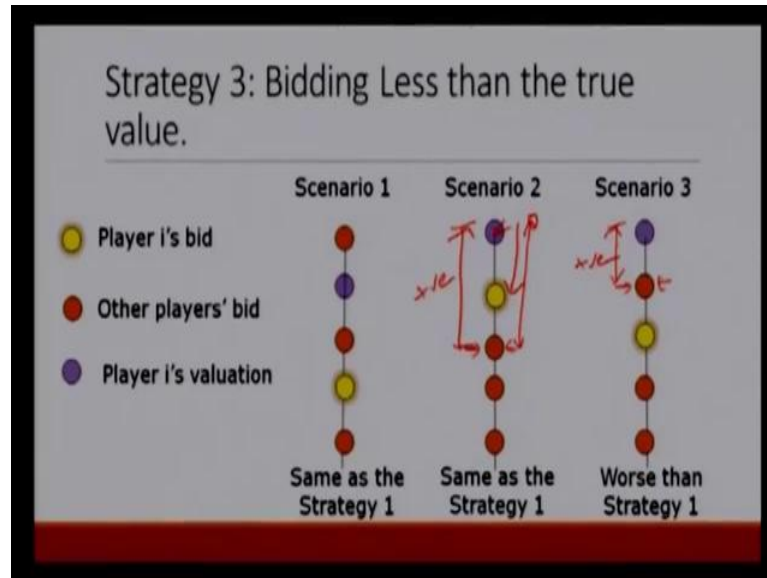 Strategy 3: Bidding Less than the true
value.
Scenario 1 Scenario 2 Scenario 3
Player i's bid
Other players' bid
Player i's valuation
x/e
x/e
t
Same as the Worse than
Same as the
Strategy 1
Strategy 1
Strategy 1